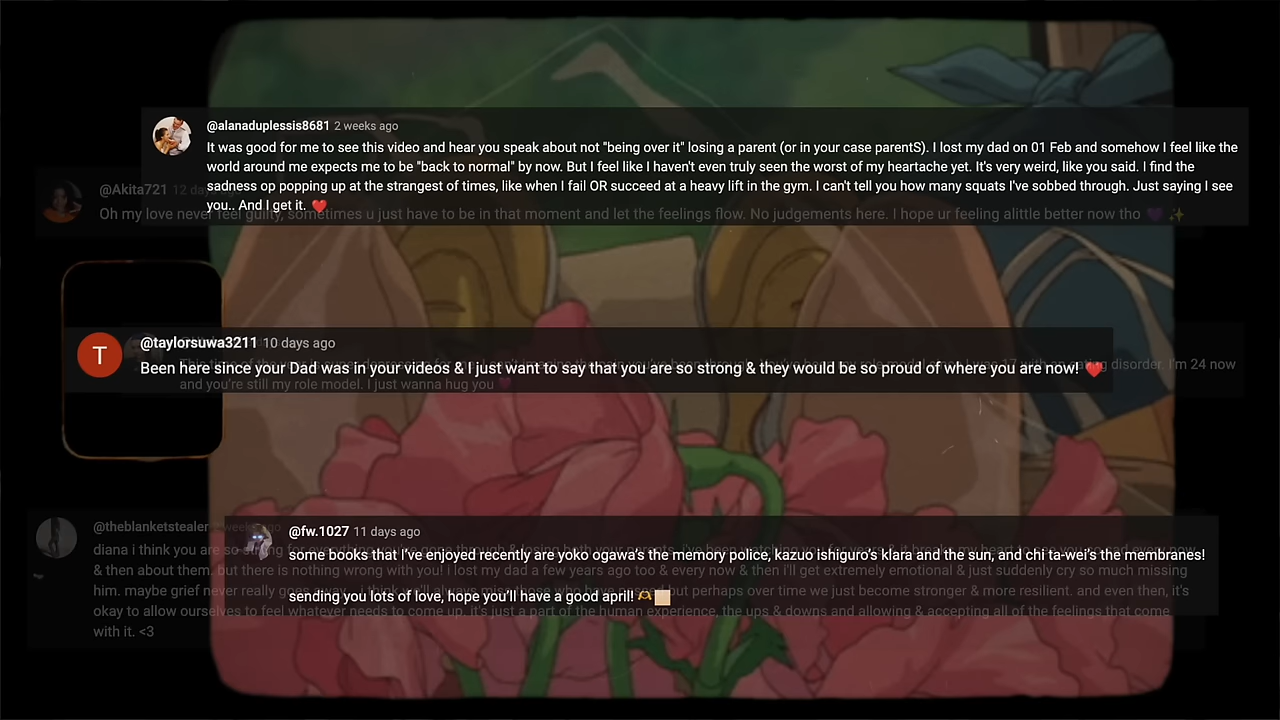 @alanaduplessis8681 2 weeks ago
It was good for me to see this video and hear you speak about not "being over it" losing a parent (or in your case parentS). I lost my dad on 01 Feb and somehow I feel like the
world around me expects me to be "back to normal" by now. But I feel like I haven't even truly seen the worst of my heartache yet. It's very weird, like you said. I find the
sadness op popping up at the strangest of times, like when I fail OR succeed at a heavy lift in the gym. I can't tell you how many squats I've sobbed through. Just saying I see
you.. And I get it. ❤️
@Akita721 12
Oh my love never feel guilty, sometimes u just have to be in that moment and let the feelings flow. No judgements here. I hope ur feeling alittle better now tho 💜 ✨
T
@taylorsuwa3211 10 days ago
Been here since your Dad was in your videos & I just want to say that you are so strong & they would be so proud of where you are now! ❤️
disorder. I'm 24 now
and you're still my role model. I just wanna hug you
@fw.1027 11 days ago
some books that i've enjoyed recently are yoko ogawa's the memory police, kazuo ishiguro's klara and the sun, and chi ta-wei's the membranes!
sending you lots of love, hope you'll have a good april! 🫶🏻
@theblanketstealer
diana i think you are so
& then about them. but there is nothing wrong with you! i lost my dad a few years ago too & every now & then i'll get extremely emotional & just suddenly cry so much missing
him. maybe grief never really
but perhaps over time we just become stronger & more resilient. and even then, it's
okay to allow ourselves to feel whatever needs to come up. it's just a part of the human experience, the ups & downs and allowing & accepting all of the feelings that come
with it. <3